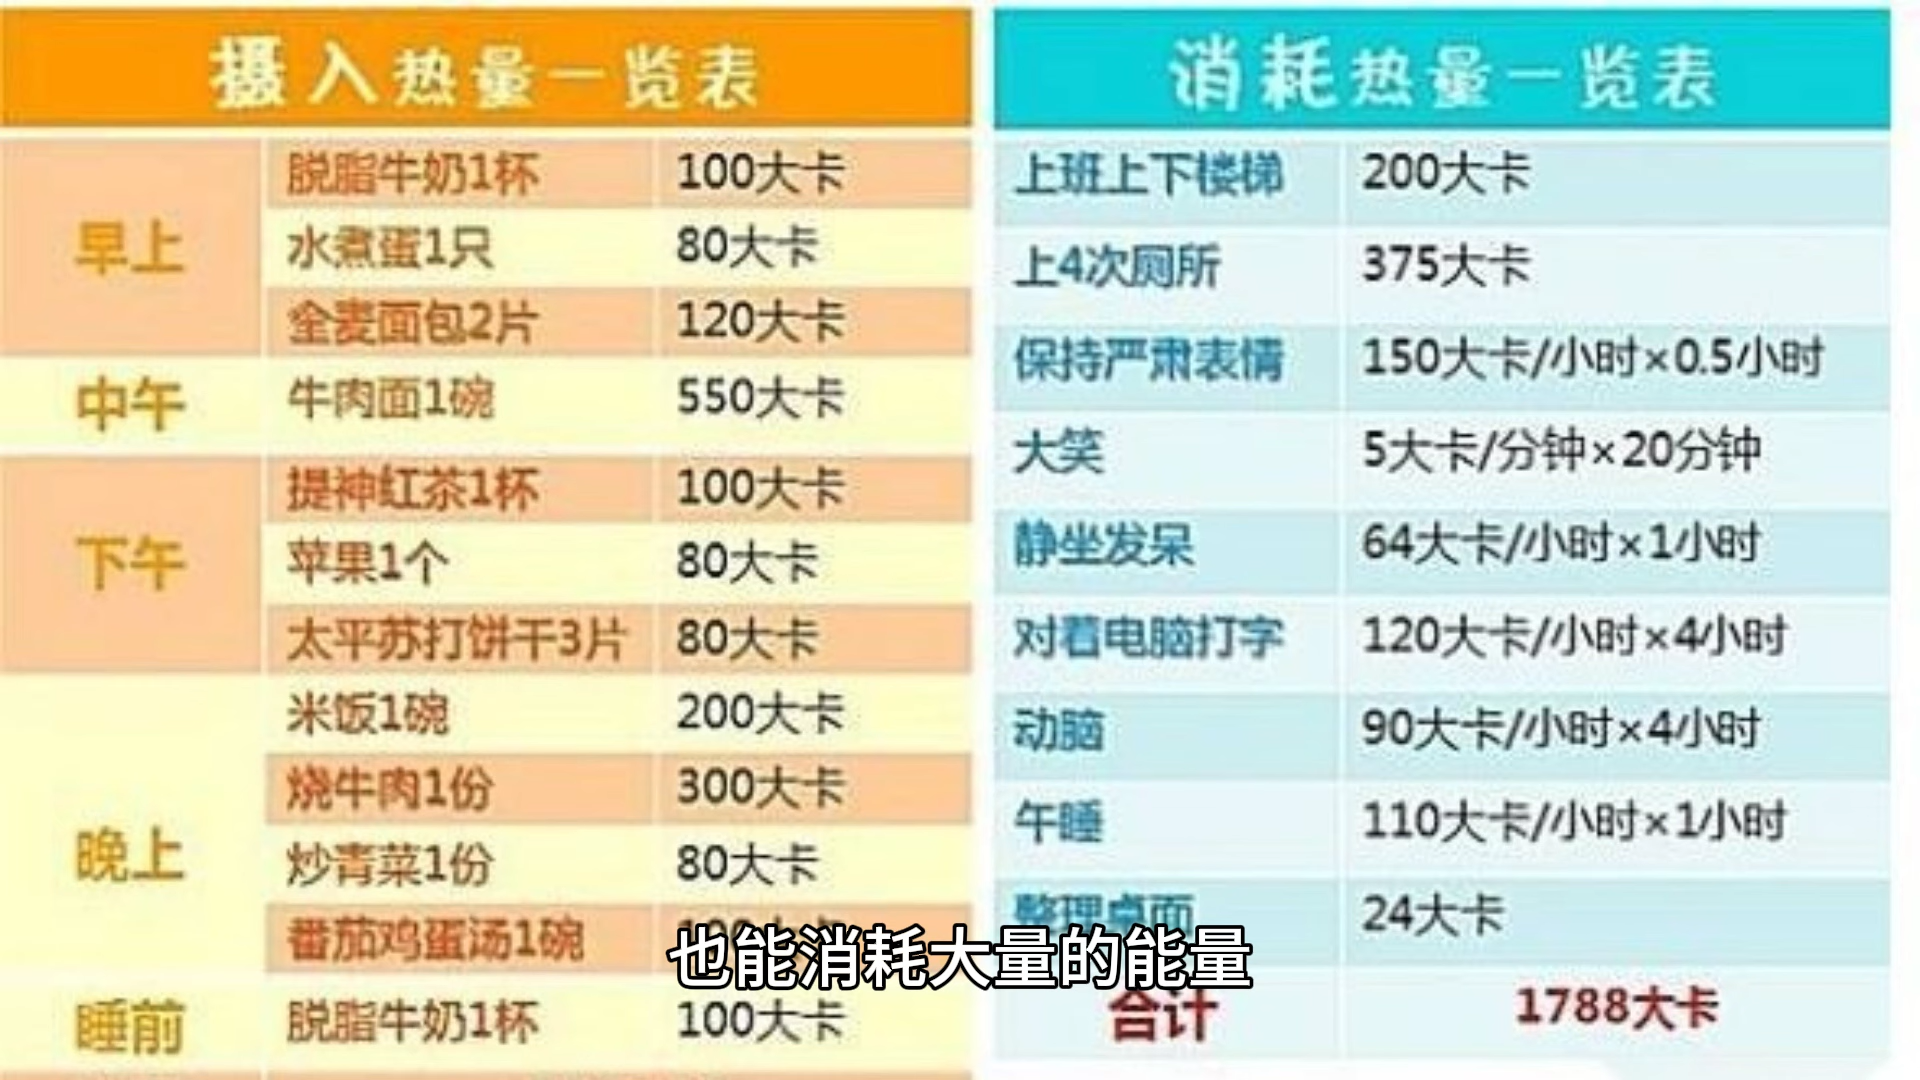 摄入热量一览表
早上
脱脂牛奶1杯 100大卡
水煮蛋1只 80大卡
全麦面包2片 120大卡
中午
牛肉面1碗 550大卡
下午
提神红茶1杯 100大卡
苹果1个 80大卡
太平苏打饼干3片 80大卡
晚上
米饭1碗 200大卡
烧牛肉1份 300大卡
炒青菜1份 80大卡
番茄鸡蛋汤1碗
睡前
脱脂牛奶1杯 100大卡
消耗热量一览表
上班上下楼梯 200大卡
上4次厕所 375大卡
保持严肃表情 150大卡/小时×0.5小时
大笑 5大卡/分钟×20分钟
静坐发呆 64大卡/小时×1小时
对着电脑打字 120大卡/小时×4小时
动脑 90大卡/小时×4小时
午睡 110大卡/小时×1小时
整理桌面 24大卡
合计 1788大卡
也能消耗大量的能量